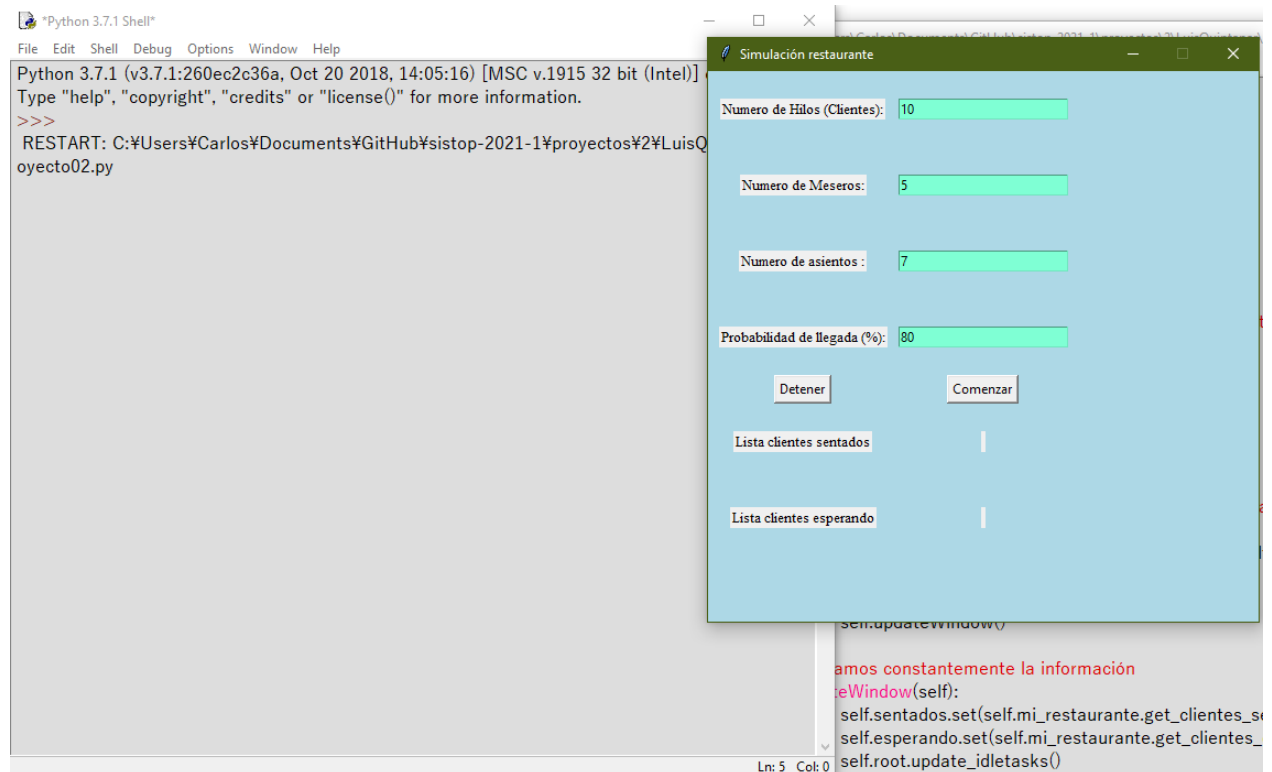 *Python 3.7.1 Shell*
File Edit Shell Debug Options Window Help
Python 3.7.1 (v3.7.1:260ec2c36a, Oct 20 2018, 14:05:16) [MSC v.1915 32 bit (Intel)]
Type "help", "copyright", "credits" or "license()" for more information.
>>>
RESTART: C:¥Users¥Carlos¥Documents¥GitHub¥sistop-2021-1¥proyectos¥2¥LuisQ
oyecto02.py
Ln: 5 Col: 0
Simulación restaurante
Numero de Hilos (Clientes): 10
Numero de Meseros: 5
Numero de asientos : 7
Probabilidad de llegada (%): 80
Detener Comenzar
Lista clientes sentados
Lista clientes esperando
self.updateWindow()
amos constantemente la información
eWindow(self):
self.sentados.set(self.mi_restaurante.get_clientes_se
self.esperando.set(self.mi_restaurante.get_clientes_
self.root.update_idletasks()